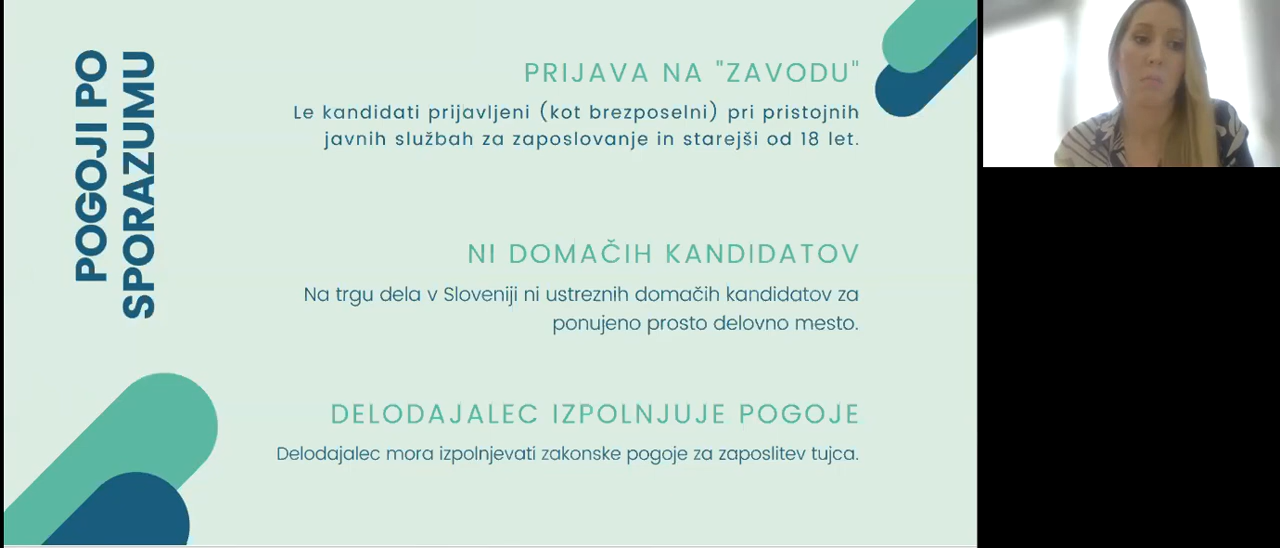 POGOJI PO
SPORAZUMU
PRIJAVA NA "ZAVODU"
Le kandidati prijavljeni (kot brezposelni) pri pristojnih
javnih službah za zaposlovanje in starejši od 18 let.
NI DOMAČIH KANDIDATOV
Na trgu dela v Sloveniji ni ustreznih domačih kandidatov za
ponujeno prosto delovno mesto.
DELODAJALEC IZPOLNJUJE POGOJE
Delodajalec mora izpolnjevati zakonske pogoje za zaposlitev tujca.